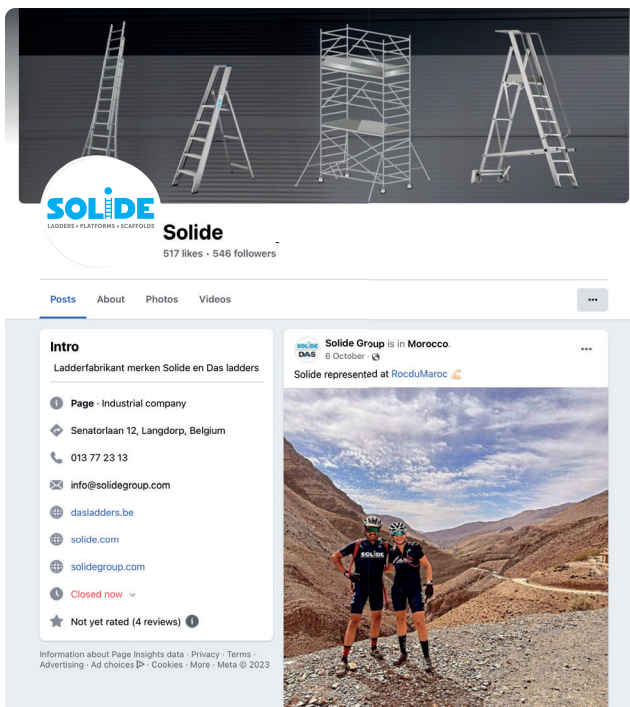 SOLIDE
LADDERS • PLATFORMS • SCAFFOLDS
Solide
517 likes • 546 followers
Posts About Photos Videos
Intro
Ladderfabrikant merken Solide en Das ladders
Page · Industrial company
Senatorlaan 12, Langdorp, Belgium
013 77 23 13
info@solidegroup.com
dasladders.be
solide.com
solidegroup.com
Closed now
Not yet rated (4 reviews)
Information about Page Insights data · Privacy · Terms ·
Advertising · Ad choices · Cookies · More · Meta © 2023
SOLIDE
DAS
Solide Group is in Morocco.
6 October ·
Solide represented at RocduMaroc
SOLIDE